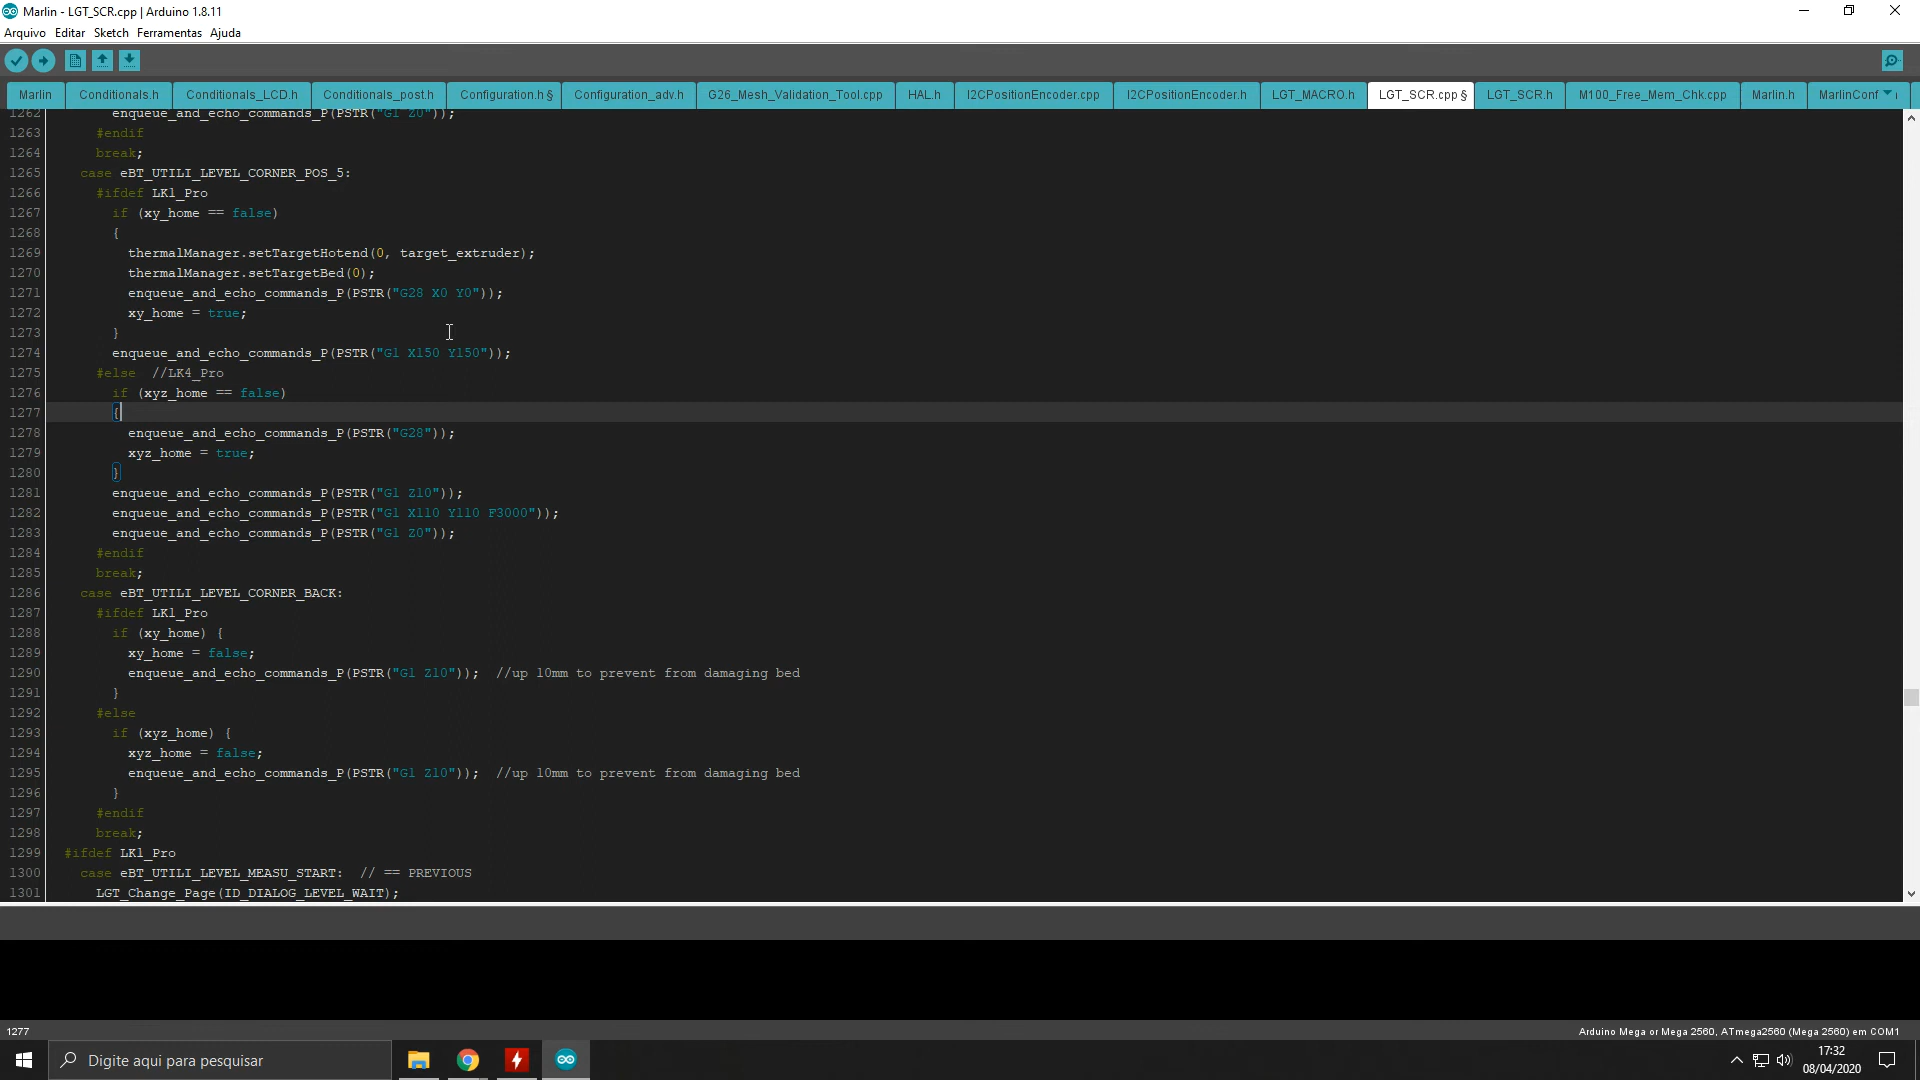 Marlin - LGT_SCR.cpp | Arduino 1.8.11
Arquivo Editar Sketch Ferramentas Ajuda
Marlin Conditionals.h Conditionals_LCD.h Conditionals_post.h Configuration.h § Configuration_adv.h G26_Mesh_Validation_Tool.cpp HAL.h I2CPositionEncoder.cpp I2CPositionEncoder.h LGT_MACRO.h LGT_SCR.cpp § LGT_SCR.h M100_Free_Mem_Chk.cpp Marlin.h MarlinConf
1262 enqueue_and_echo_commands_P(PSTR("G1 Z0"));
1263 #endif
1264 break;
1265 case eBT_UTILI_LEVEL_CORNER_POS_5:
1266 #ifdef LK1_Pro
1267 if (xy_home == false)
1268 {
1269 thermalManager.setTargetHotend(0, target_extruder);
1270 thermalManager.setTargetBed(0);
1271 enqueue_and_echo_commands_P(PSTR("G28 X0 Y0"));
1272 xy_home = true;
1273 }
1274 enqueue_and_echo_commands_P(PSTR("G1 X150 Y150"));
1275 #else //LK4_Pro
1276 if (xyz_home == false)
1277 {
1278 enqueue_and_echo_commands_P(PSTR("G28"));
1279 xyz_home = true;
1280 }
1281 enqueue_and_echo_commands_P(PSTR("G1 Z10"));
1282 enqueue_and_echo_commands_P(PSTR("G1 X110 Y110 F3000"));
1283 enqueue_and_echo_commands_P(PSTR("G1 Z0"));
1284 #endif
1285 break;
1286 case eBT_UTILI_LEVEL_CORNER_BACK:
1287 #ifdef LK1_Pro
1288 if (xy_home) {
1289 xy_home = false;
1290 enqueue_and_echo_commands_P(PSTR("G1 Z10")); //up 10mm to prevent from damaging bed
1291 }
1292 #else
1293 if (xyz_home) {
1294 xyz_home = false;
1295 enqueue_and_echo_commands_P(PSTR("G1 Z10")); //up 10mm to prevent from damaging bed
1296 }
1297 #endif
1298 break;
1299 #ifdef LK1_Pro
1300 case eBT_UTILI_LEVEL_MEASU_START: // == PREVIOUS
1301 LGT_Change_Page(ID_DIALOG_LEVEL_WAIT);
1277 Arduino Mega or Mega 2560, ATmega2560 (Mega 2560) em COM1
Digite aqui para pesquisar
17:32
08/04/2020